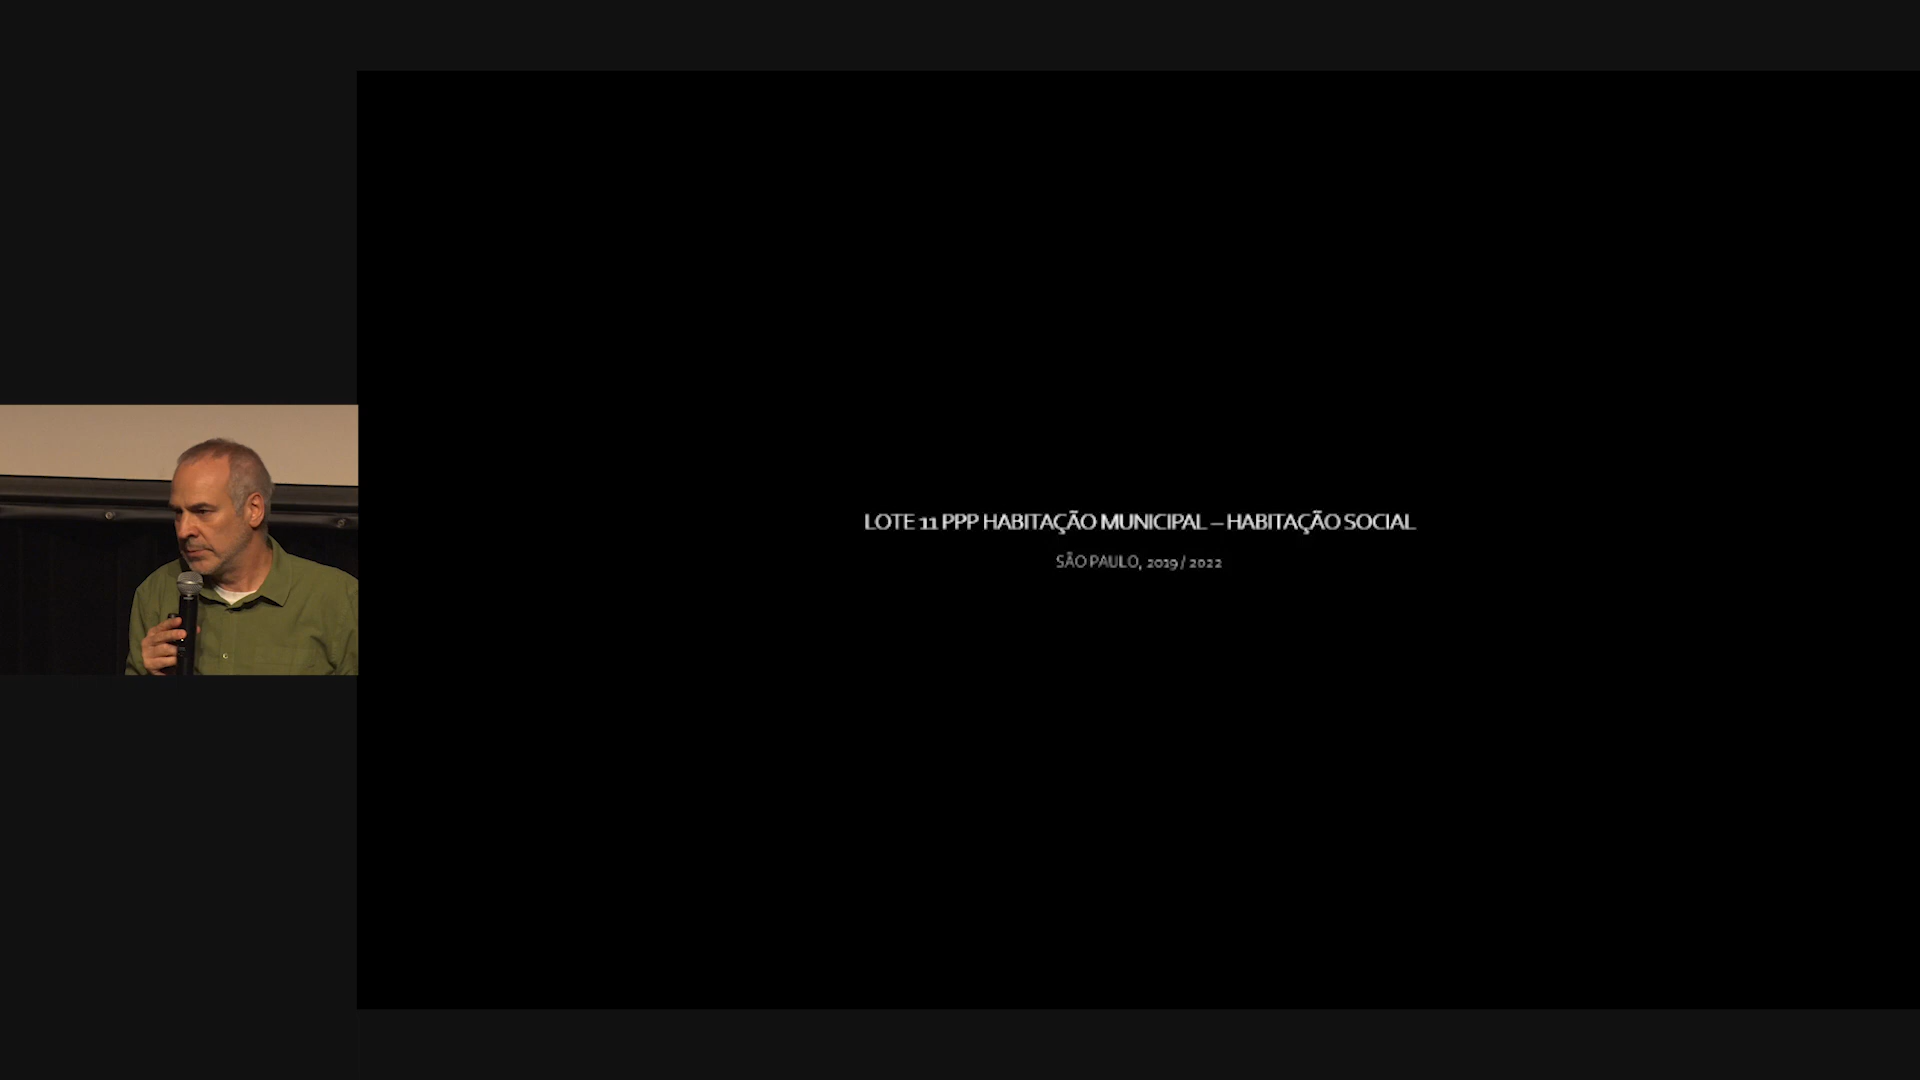 LOTE 11 PPP HABITAÇÃO MUNICIPAL – HABITAÇÃO SOCIAL
SÃO PAULO, 2019 / 2022